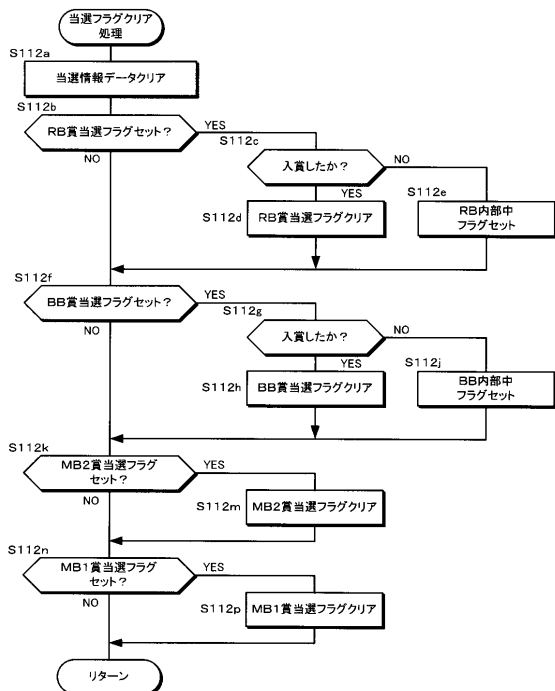 当選フラグクリア
処理
S112a
当選情報データクリア
S112b
RB賞当選フラグセット？
YES
S112c
NO
入賞したか？
NO
YES
S112e
S112d
RB賞当選フラグクリア
RB内部中
フラグセット
S112f
BB賞当選フラグセット？
YES
S112g
NO
入賞したか？
NO
YES
S112j
S112h
BB賞当選フラグクリア
BB内部中
フラグセット
S112k
MB2賞当選フラグ
セット？
YES
NO
S112m
MB2賞当選フラグクリア
S112n
MB1賞当選フラグ
セット？
YES
NO
S112p
MB1賞当選フラグクリア
リターン